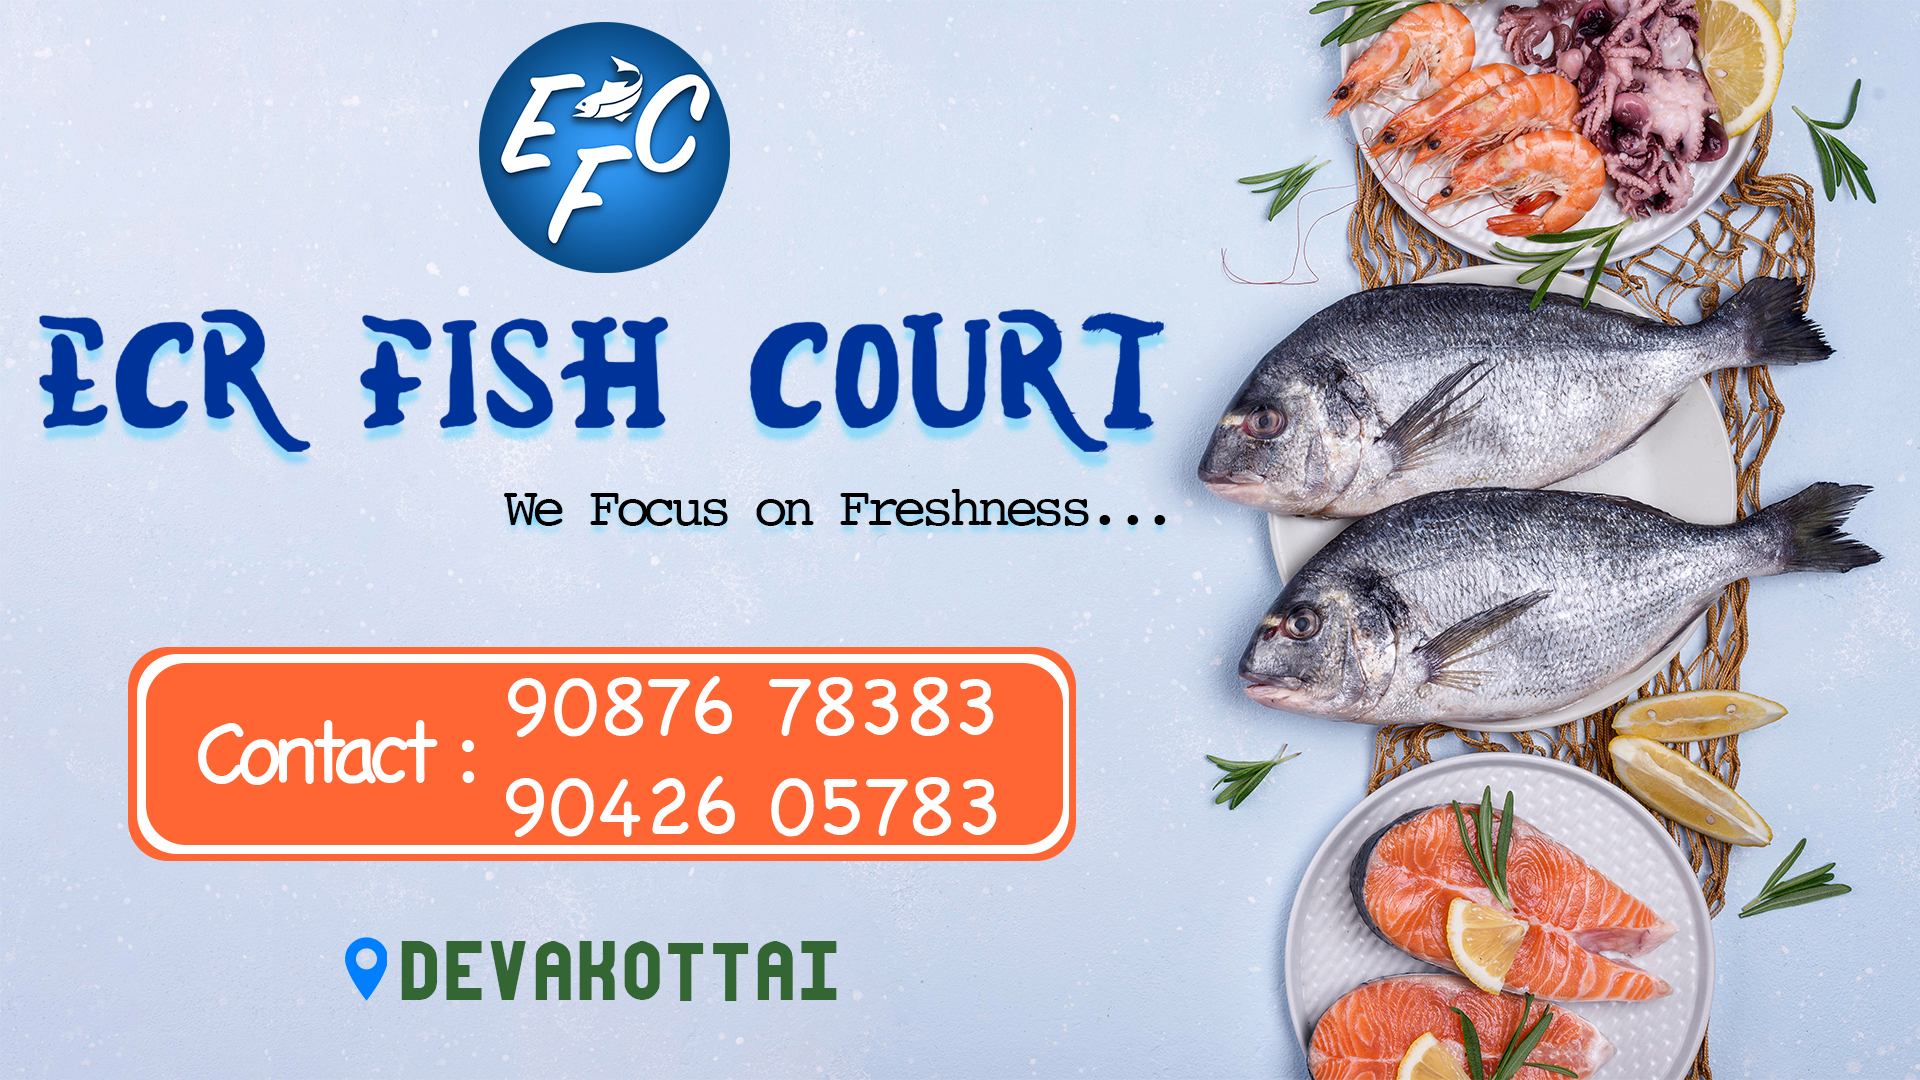 EFC
ECR FISH COURT
We Focus on Freshness...
Contact :
90876 78383
90426 05783
DEVAKOTTAI